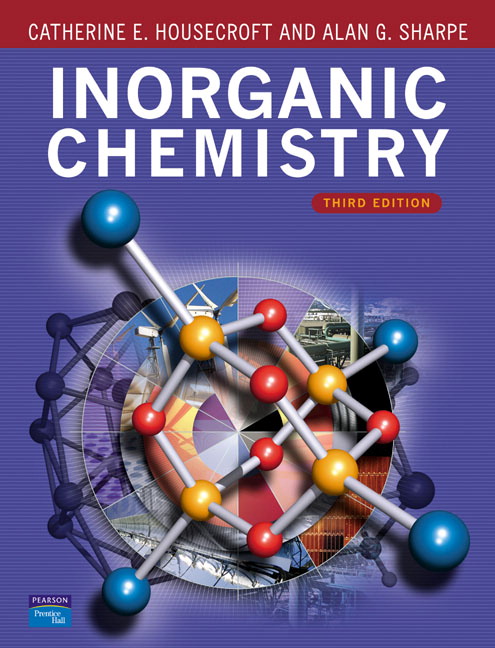 CATHERINE E. HOUSECROFT AND ALAN G. SHARPE
INORGANIC
CHEMISTRY
THIRD EDITION
PEARSON
Prentice
Hall